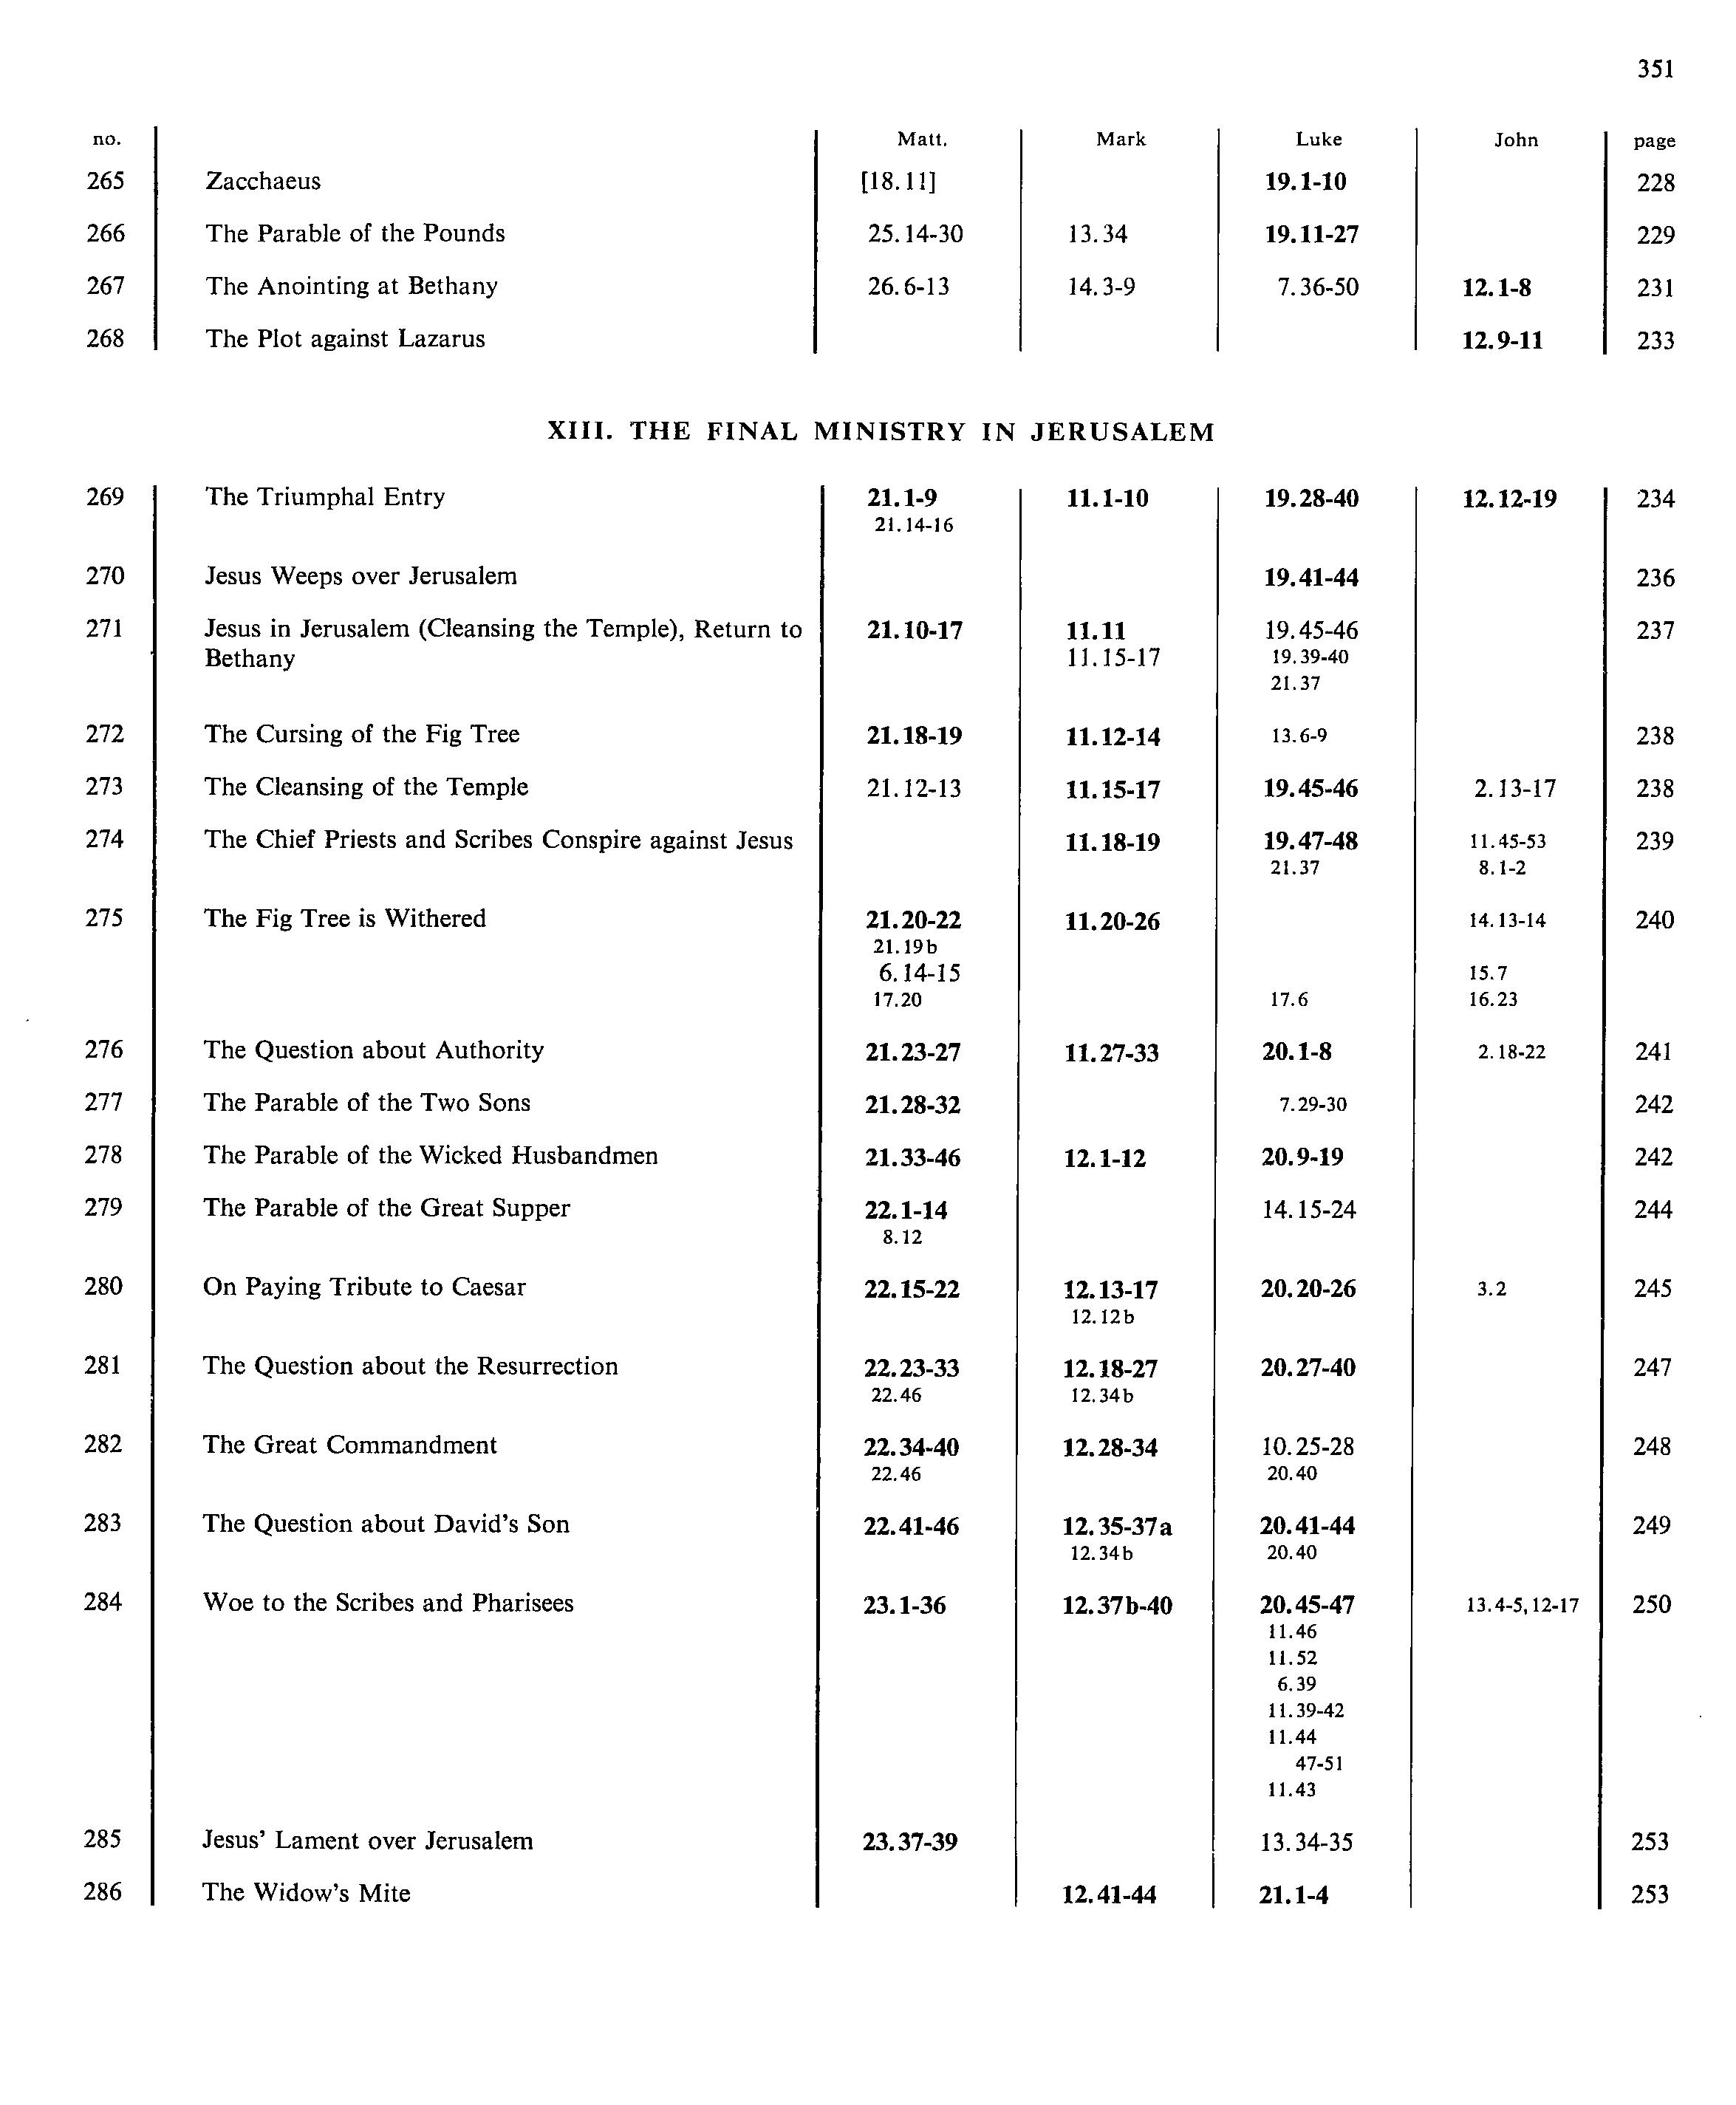 351
no. Matt. Mark Luke John page
265 Zacchaeus [18.11] 19.1-10 228
266 The Parable of the Pounds 25.14-30 13.34 19.11-27 229
267 The Anointing at Bethany 26.6-13 14.3-9 7.36-50 12.1-8 231
268 The Plot against Lazarus 12.9-11 233
XIII. THE FINAL MINISTRY IN JERUSALEM
269 The Triumphal Entry 21.1-9 11.1-10 19.28-40 12.12-19 234
21.14-16
270 Jesus Weeps over Jerusalem 19.41-44 236
271 Jesus in Jerusalem (Cleansing the Temple), Return to 21.10-17 11.11 19.45-46 237
Bethany 11.15-17 19.39-40
21.37
272 The Cursing of the Fig Tree 21.18-19 11.12-14 13.6-9 238
273 The Cleansing of the Temple 21.12-13 11.15-17 19.45-46 2.13-17 238
274 The Chief Priests and Scribes Conspire against Jesus 11.18-19 19.47-48 11.45-53 239
21.37 8.1-2
275 The Fig Tree is Withered 21.20-22 11.20-26 14.13-14 240
21.19b
6.14-15 15.7
17.20 17.6 16.23
276 The Question about Authority 21.23-27 11.27-33 20.1-8 2.18-22 241
277 The Parable of the Two Sons 21.28-32 7.29-30 242
278 The Parable of the Wicked Husbandmen 21.33-46 12.1-12 20.9-19 242
279 The Parable of the Great Supper 22.1-14 14.15-24 244
8.12
280 On Paying Tribute to Caesar 22.15-22 12.13-17 20.20-26 3.2 245
12.12b
281 The Question about the Resurrection 22.23-33 12.18-27 20.27-40 247
22.46 12.34b
282 The Great Commandment 22.34-40 12.28-34 10.25-28 248
22.46 20.40
283 The Question about David's Son 22.41-46 12.35-37a 20.41-44 249
12.34b 20.40
284 Woe to the Scribes and Pharisees 23.1-36 12.37b-40 20.45-47 13.4-5,12-17 250
11.46
11.52
6.39
11.39-42
11.44
47-51
11.43
285 Jesus' Lament over Jerusalem 23.37-39 13.34-35 253
286 The Widow's Mite 12.41-44 21.1-4 253